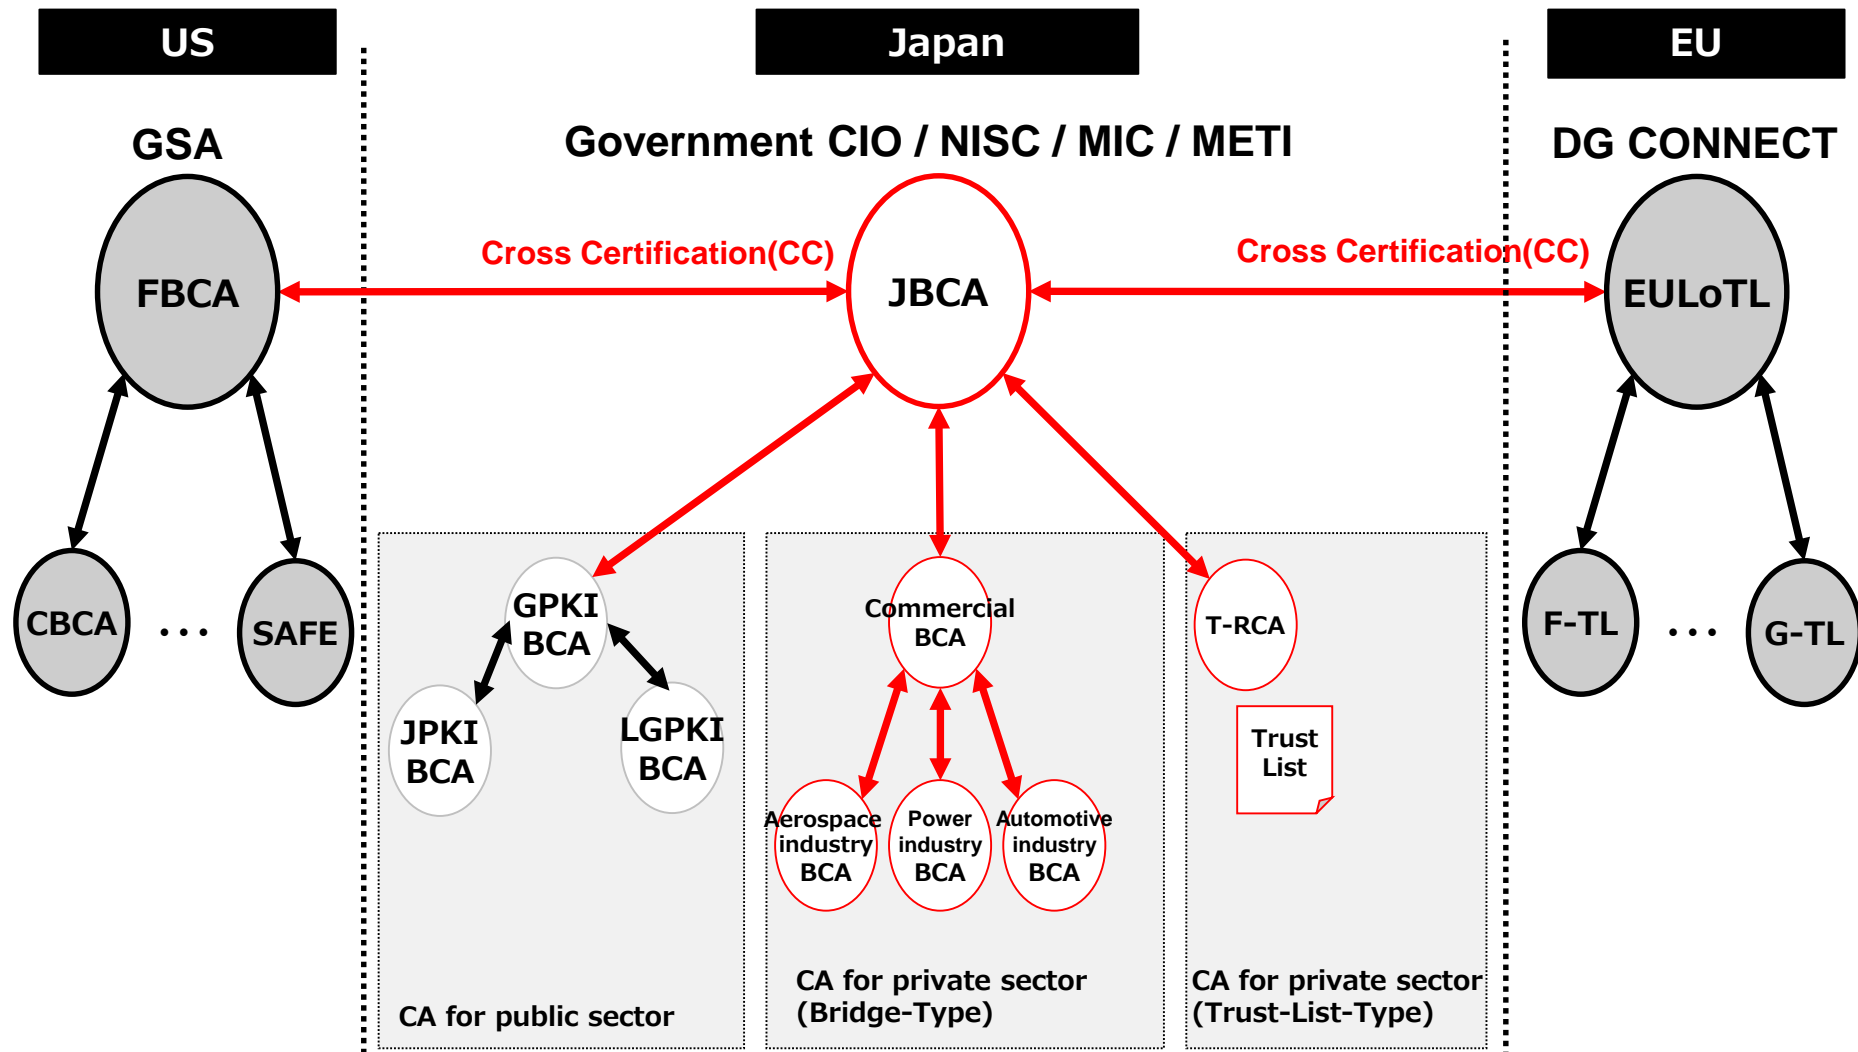 US
Japan
EU
GSA
Government CIO / NISC / MIC / METI
DG CONNECT
Cross Certification(CC)
Cross Certification(CC)
FBCA
JBCA
EULoTL
CBCA
...
SAFE
GPKI
BCA
JPKI
BCA
LGPKI
BCA
CA for public sector
Commercial
BCA
Aerospace
industry
BCA
Power
industry
BCA
Automotive
industry
BCA
CA for private sector
(Bridge-Type)
T-RCA
Trust
List
CA for private sector
(Trust-List-Type)
F-TL
...
G-TL